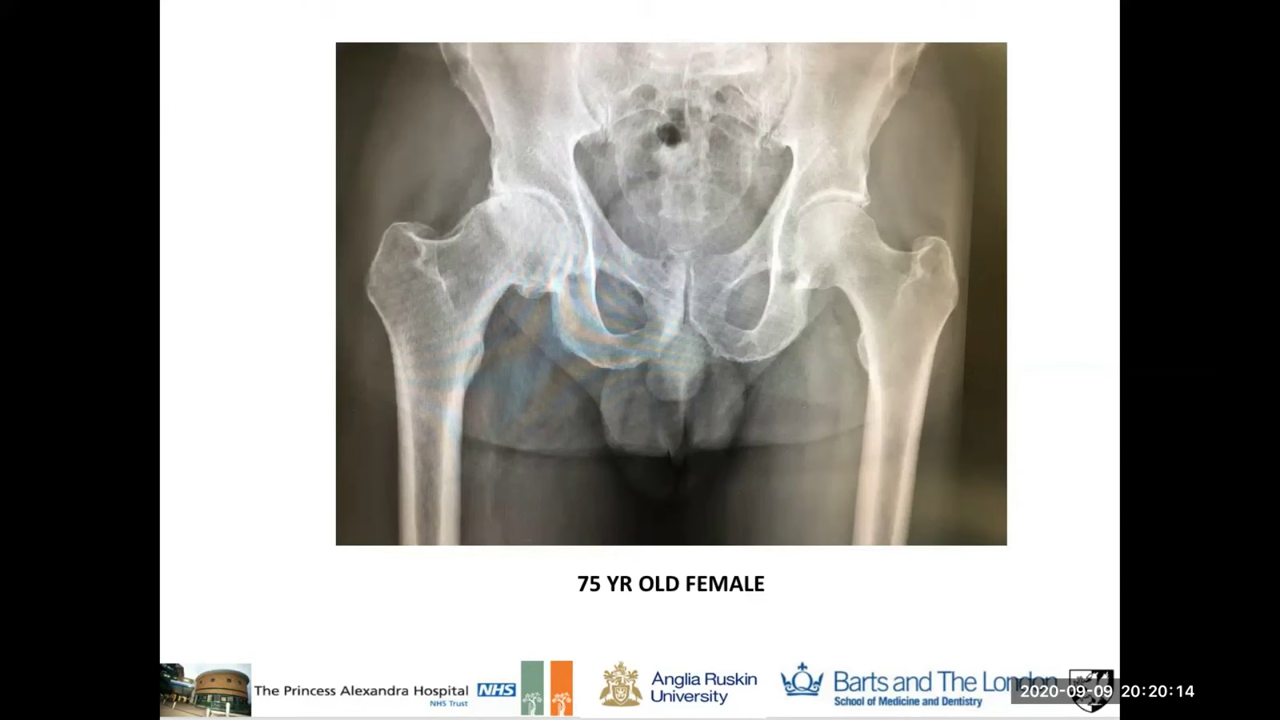 75 YR OLD FEMALE
The Princess Alexandra Hospital NHS
NHS Trust
Anglia Ruskin
University
Barts and The
School of Medicine and Dentistry
2020-09-09 20:20:14